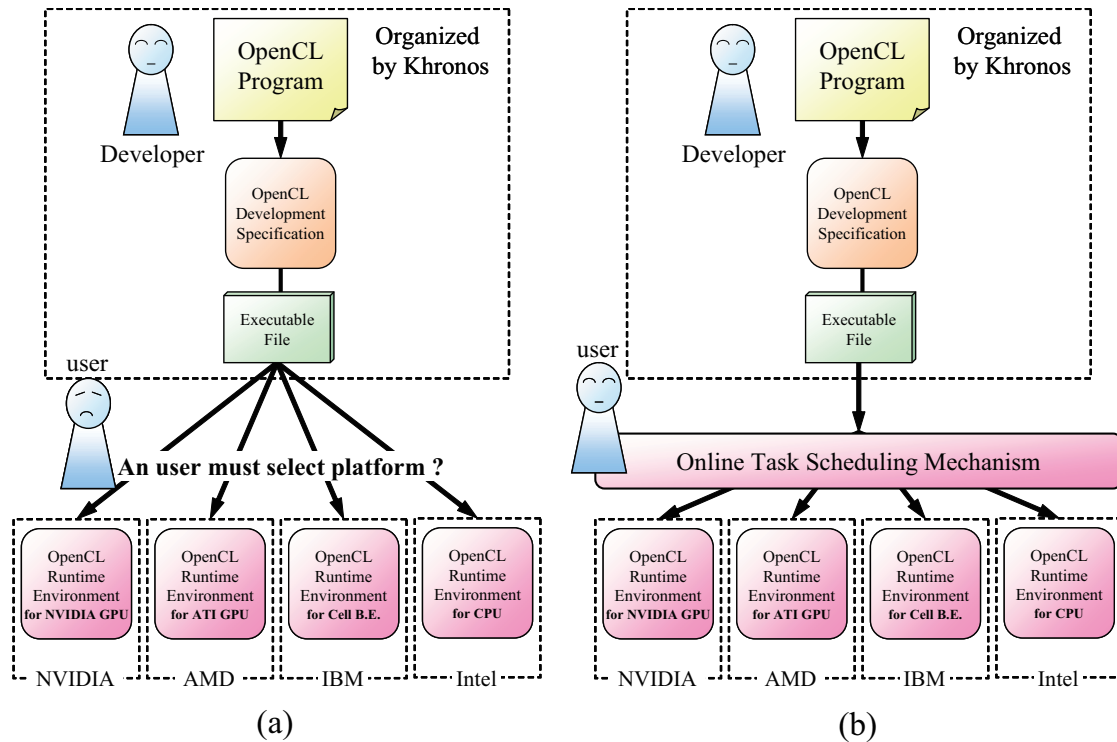 OpenCL
Program
Organized
by Khronos
Developer
OpenCL
Development
Specification
Executable
File
user
An user must select platform ?
OpenCL
Runtime
Environment
for NVIDIA GPU
NVIDIA
OpenCL
Runtime
Environment
for ATI GPU
AMD
OpenCL
Runtime
Environment
for Cell B.E.
IBM
OpenCL
Runtime
Environment
for CPU
Intel
(a)
OpenCL
Program
Organized
by Khronos
Developer
OpenCL
Development
Specification
Executable
File
user
Online Task Scheduling Mechanism
OpenCL
Runtime
Environment
for NVIDIA GPU
NVIDIA
OpenCL
Runtime
Environment
for ATI GPU
AMD
OpenCL
Runtime
Environment
for Cell B.E.
IBM
OpenCL
Runtime
Environment
for CPU
Intel
(b)